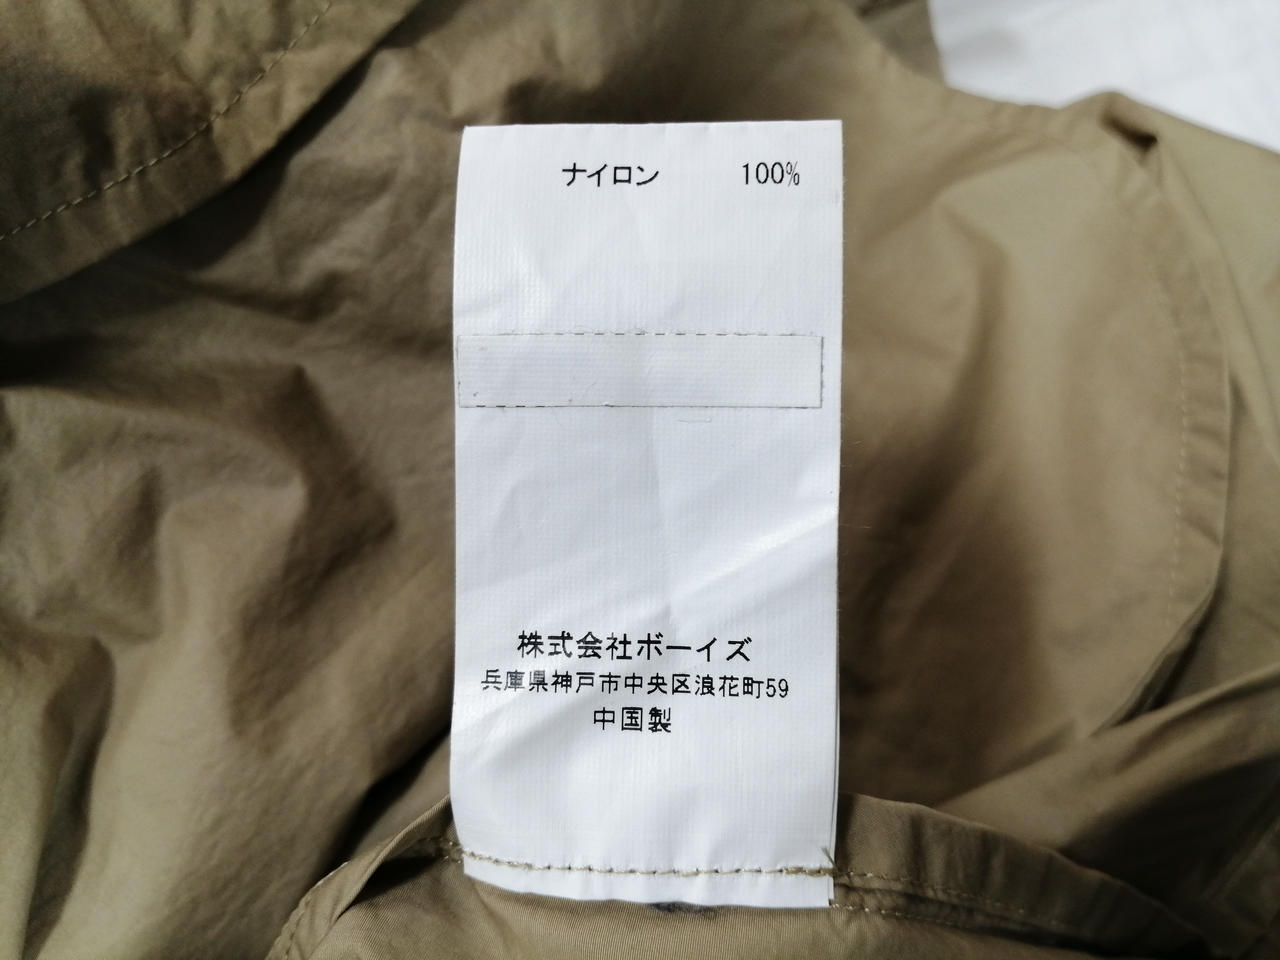 ナイロン 100%
株式会社ボーイズ
兵庫県神戸市中央区浪花町59
中国製